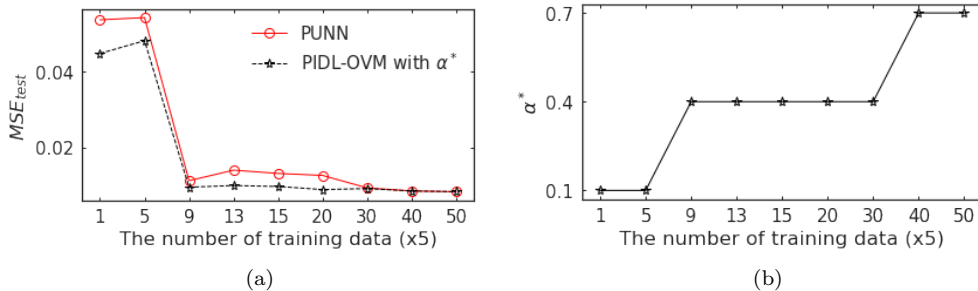 0.04
0.02
MSE_test
PUNN
PIDL-OVM with α*
1 5 9 13 15 20 30 40 50
The number of training data (x5)
(a)
0.7
0.4
0.1
α*
1 5 9 13 15 20 30 40 50
The number of training data (x5)
(b)